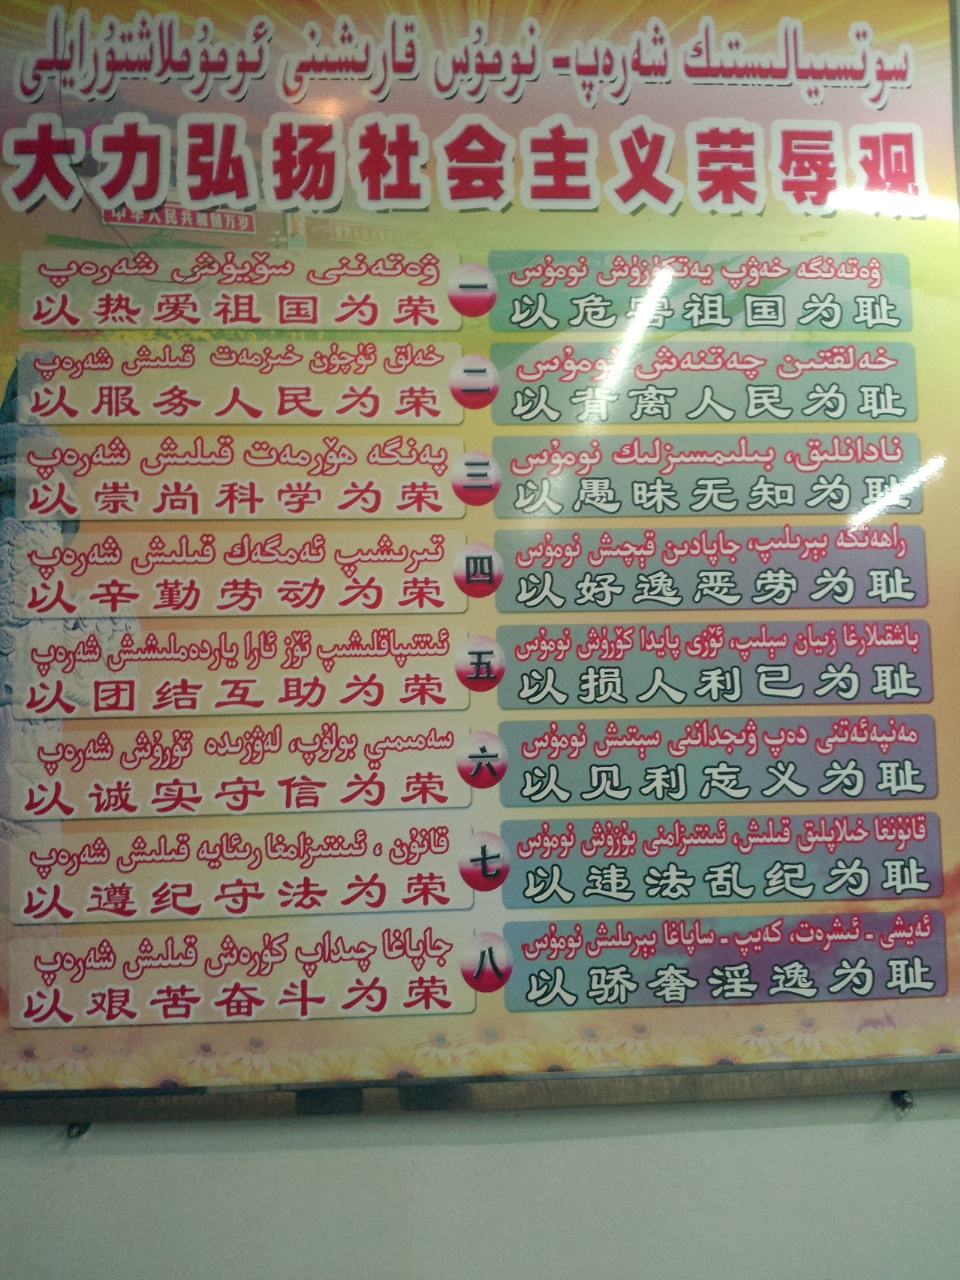 سوتسىيالىستىك شەرەپ- نومۇس قارىشىنى ئومۇملاشتۇرايلى
大力弘扬社会主义荣辱观
中华人民共和国万岁
ۋەتەننى سۆيۈش شەرەپ
以热爱祖国为荣
一
ۋەتەنگە خەۋپ يەتكۈزۈش نومۇس
以危害祖国为耻
خەلق ئۈچۈن خىزمەت قىلىش شەرەپ
以服务人民为荣
二
خەلقتىن چەتنەش نومۇس
以背离人民为耻
پەنگە ھۆرمەت قىلىش شەرەپ
以崇尚科学为荣
三
نادانلىق، بىلىمسىزلىك نومۇس
以愚昧无知为耻
تىرىشىپ ئەمگەك قىلىش شەرەپ
以辛勤劳动为荣
四
راھەتكە بېرىلىپ، جاپادىن قېچىش نومۇس
以好逸恶劳为耻
ئىتتىپاقلىشىپ ئۆز ئارا ياردەملىشىش شەرەپ
以团结互助为荣
五
باشقىلارغا زىيان سېلىپ، ئۆزى پايدا كۆرۈش نومۇس
以损人利已为耻
سەمىمىي بولۇپ، لەۋزىدە تۇرۇش شەرەپ
以诚实守信为荣
六
مەنپەئەتنى دەپ ۋىجداننى سېتىش نومۇس
以见利忘义为耻
قانۇن ، ئىنتىزامغا رىئايە قىلىش شەرەپ
以遵纪守法为荣
七
قانۇنغا خىلاپلىق قىلىش، ئىنتىزامنى بۇزۇش نومۇس
以违法乱纪为耻
جاپاغا چىداپ كۈرەش قىلىش شەرەپ
以艰苦奋斗为荣
八
ئەيشى - ئىشرەت، كەيپ - ساپاغا بېرىلىش نومۇس
以骄奢淫逸为耻